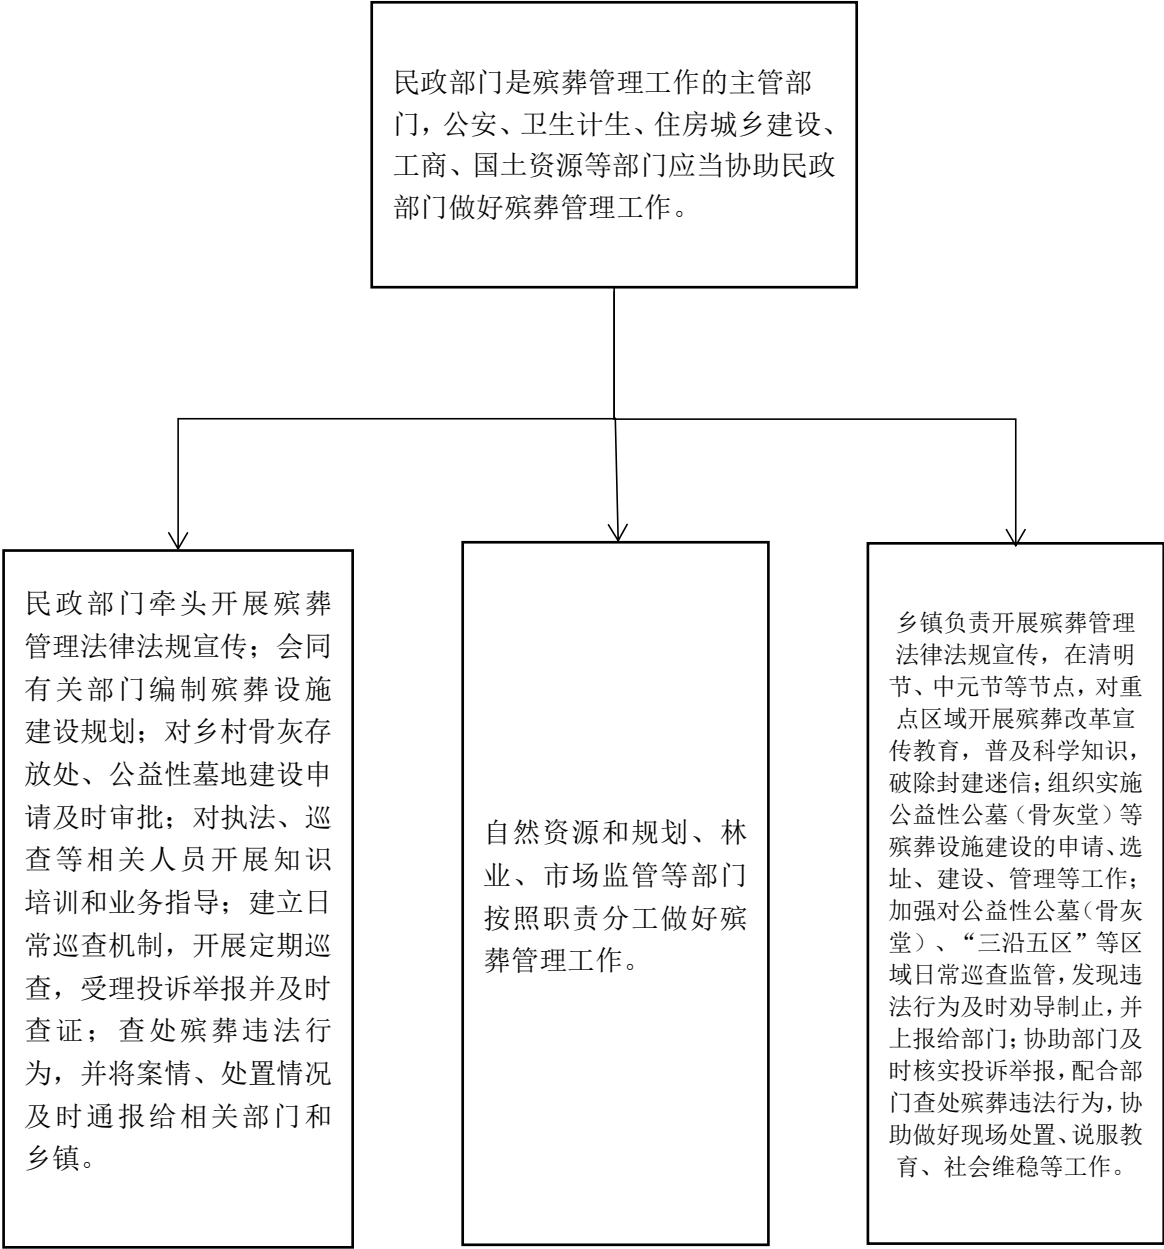 民政部门是殡葬管理工作的主管部
门，公安、卫生计生、住房城乡建设、
工商、国土资源等部门应当协助民政
部门做好殡葬管理工作。
民政部门牵头开展殡葬
管理法律法规宣传；会同
有关部门编制殡葬设施
建设规划；对乡村骨灰存
放处、公益性墓地建设申
请及时审批；对执法、巡
查等相关人员开展知识
培训和业务指导；建立日
常巡查机制，开展定期巡
查，受理投诉举报并及时
查证；查处殡葬违法行
为，并将案情、处置情况
及时通报给相关部门和
乡镇。
自然资源和规划、林
业、市场监管等部门
按照职责分工做好殡
葬管理工作。
乡镇负责开展殡葬管理
法律法规宣传，在清明
节、中元节等节点，对重
点区域开展殡葬改革宣
传教育，普及科学知识，
破除封建迷信；组织实施
公益性公墓（骨灰堂）等
殡葬设施建设的申请、选
址、建设、管理等工作；
加强对公益性公墓（骨灰
堂）、“三沿五区”等区
域日常巡查监管，发现违
法行为及时劝导制止，并
上报给部门；协助部门及
时核实投诉举报，配合部
门查处殡葬违法行为，协
助做好现场处置、说服教
育、社会维稳等工作。